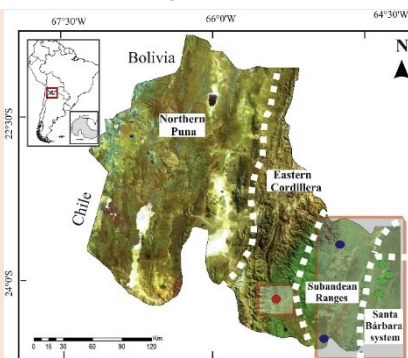 67°30'W
66°00'W
64°30'W
Bolivia
N
22°30'S
Northern
Puna
Eastern
Cordillera
Chile
24°0'S
Subandean
Ranges
Santa
Bárbara
system
0 15 30 60 90 120
Km